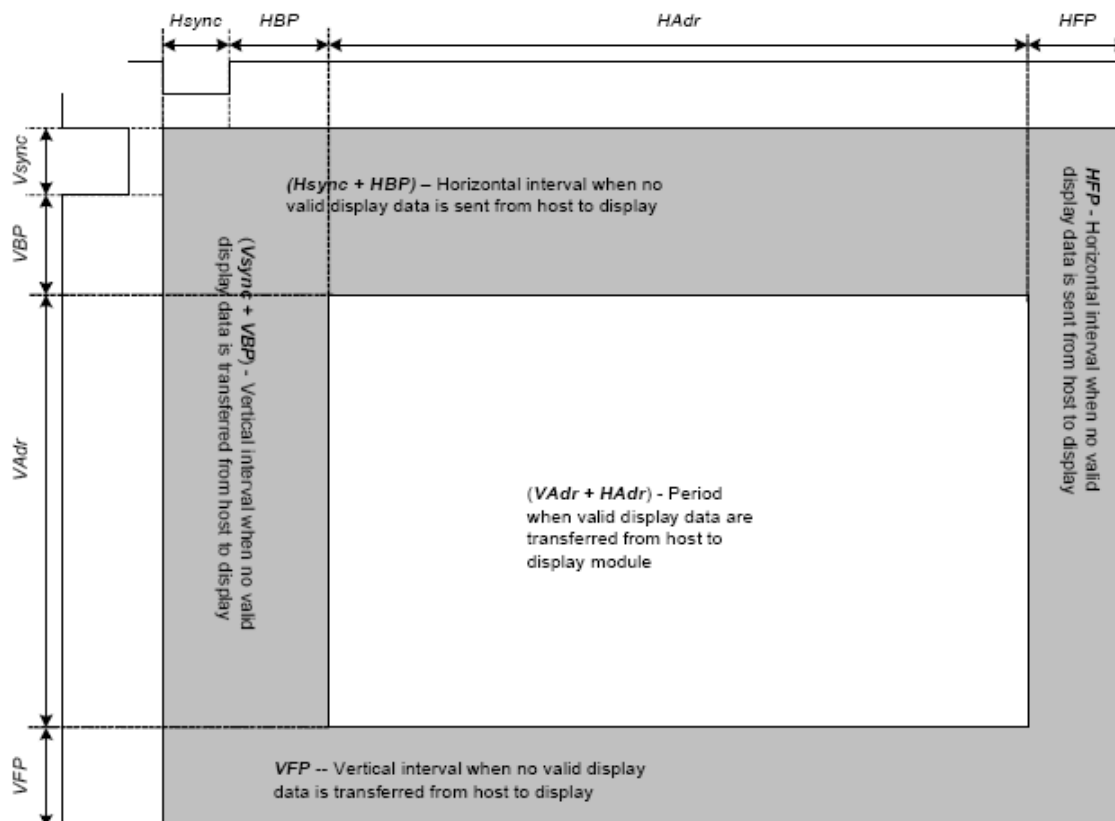 Hsync HBP HAdr HFP
Vsync
VBP
VAdr
VFP
(Hsync + HBP) – Horizontal interval when no
valid display data is sent from host to display
(Vsync + VBP) - Vertical interval when no valid
display data is transferred from host to display
HFP - Horizontal interval when no valid
display data is sent from host to display
(VAdr + HAdr) - Period
when valid display data are
transferred from host to
display module
VFP -- Vertical interval when no valid display
data is transferred from host to display